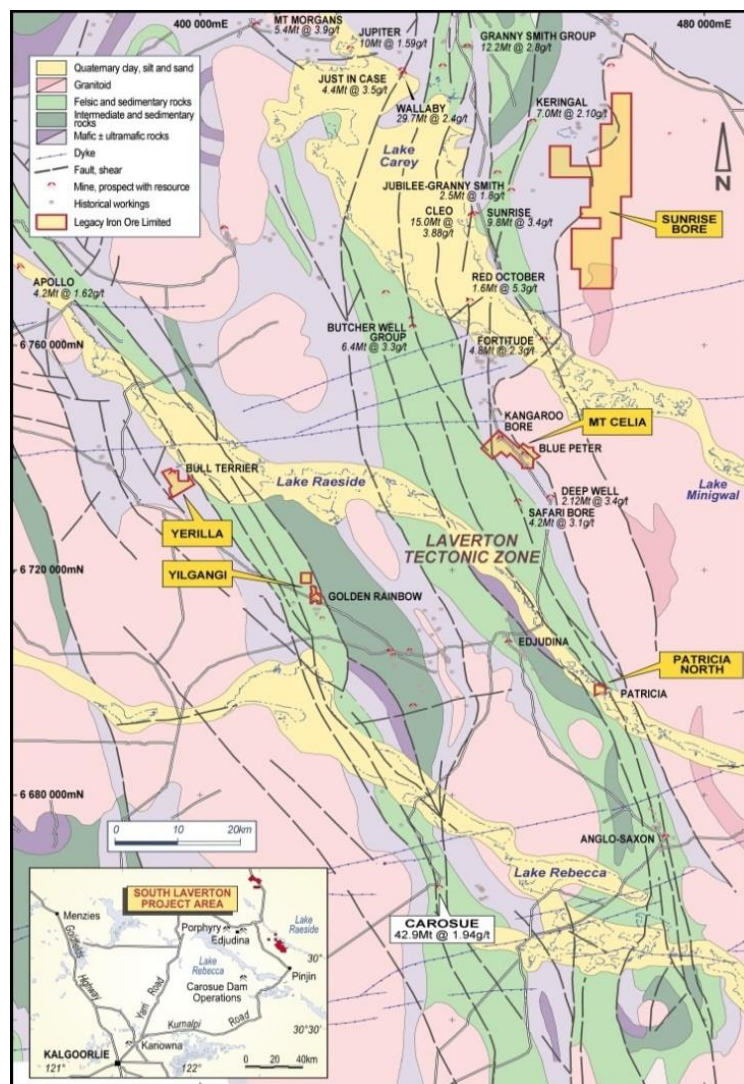 400 000mE
480 000mE
MT MORGANS
5.4Mt @ 3.9g/t
JUPITER
10Mt @ 1.59g/t
GRANNY SMITH GROUP
12.2Mt @ 2.8g/t
JUST IN CASE
4.4Mt @ 3.5g/t
WALLABY
29.7Mt @ 2.4g/t
KERINGAL
7.0Mt @ 2.10g/t
Quaternary clay, silt and sand
Granitoid
Felsic and sedimentary rocks
Intermediate and sedimentary
rocks
Mafic ± ultramafic rocks
Dyke
Fault, shear
Mine, prospect with resource
Historical workings
Legacy Iron Ore Limited
Lake
Carey
N
JUBILEE-GRANNY SMITH
2.5Mt @ 1.8g/t
CLEO
15.0Mt @
3.88g/t
SUNRISE
9.8Mt @ 3.4g/t
SUNRISE
BORE
APOLLO
4.2Mt @ 1.62g/t
RED OCTOBER
1.6Mt @ 5.3g/t
BUTCHER WELL
GROUP
6.4Mt @ 3.3g/t
FORTITUDE
4.8Mt @ 2.3g/t
6 760 000mN
KANGAROO
BORE
MT CELIA
BLUE PETER
BULL TERRIER
Lake Raeside
DEEP WELL
2.12Mt @ 3.4g/t
SAFARI BORE
4.2Mt @ 3.1g/t
Lake
Minigwal
YERILLA
LAVERTON
TECTONIC ZONE
YILGANGI
6 720 000mN
GOLDEN RAINBOW
EDJUDINA
PATRICIA
NORTH
PATRICIA
6 680 000mN
0 10 20km
ANGLO-SAXON
Lake Rebecca
CAROSUE
42.9Mt @ 1.94g/t
SOUTH LAVERTON
PROJECT AREA
Menzies
Goldfields
Highway
Porphyry
Edjudina
Lake
Raeside
30°
Lake
Rebecca
Pinjin
Yarri
Road
Carosue Dam
Operations
Kurnalpi
Road
30°30'
Kanowna
KALGOORLIE
121°
122°
0 20 40km